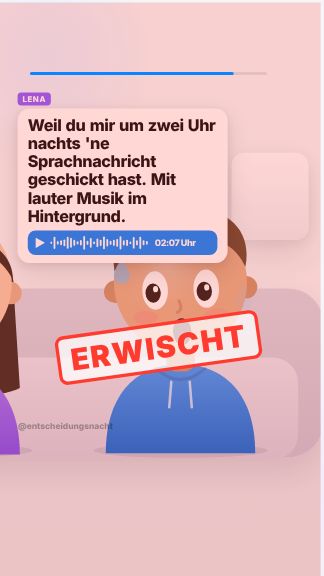 LENA
Weil du mir um zwei Uhr
nachts 'ne
Sprachnachricht
geschickt hast. Mit
lauter Musik im
Hintergrund.
02:07 Uhr
ERWISCHT
@entscheidungsnacht